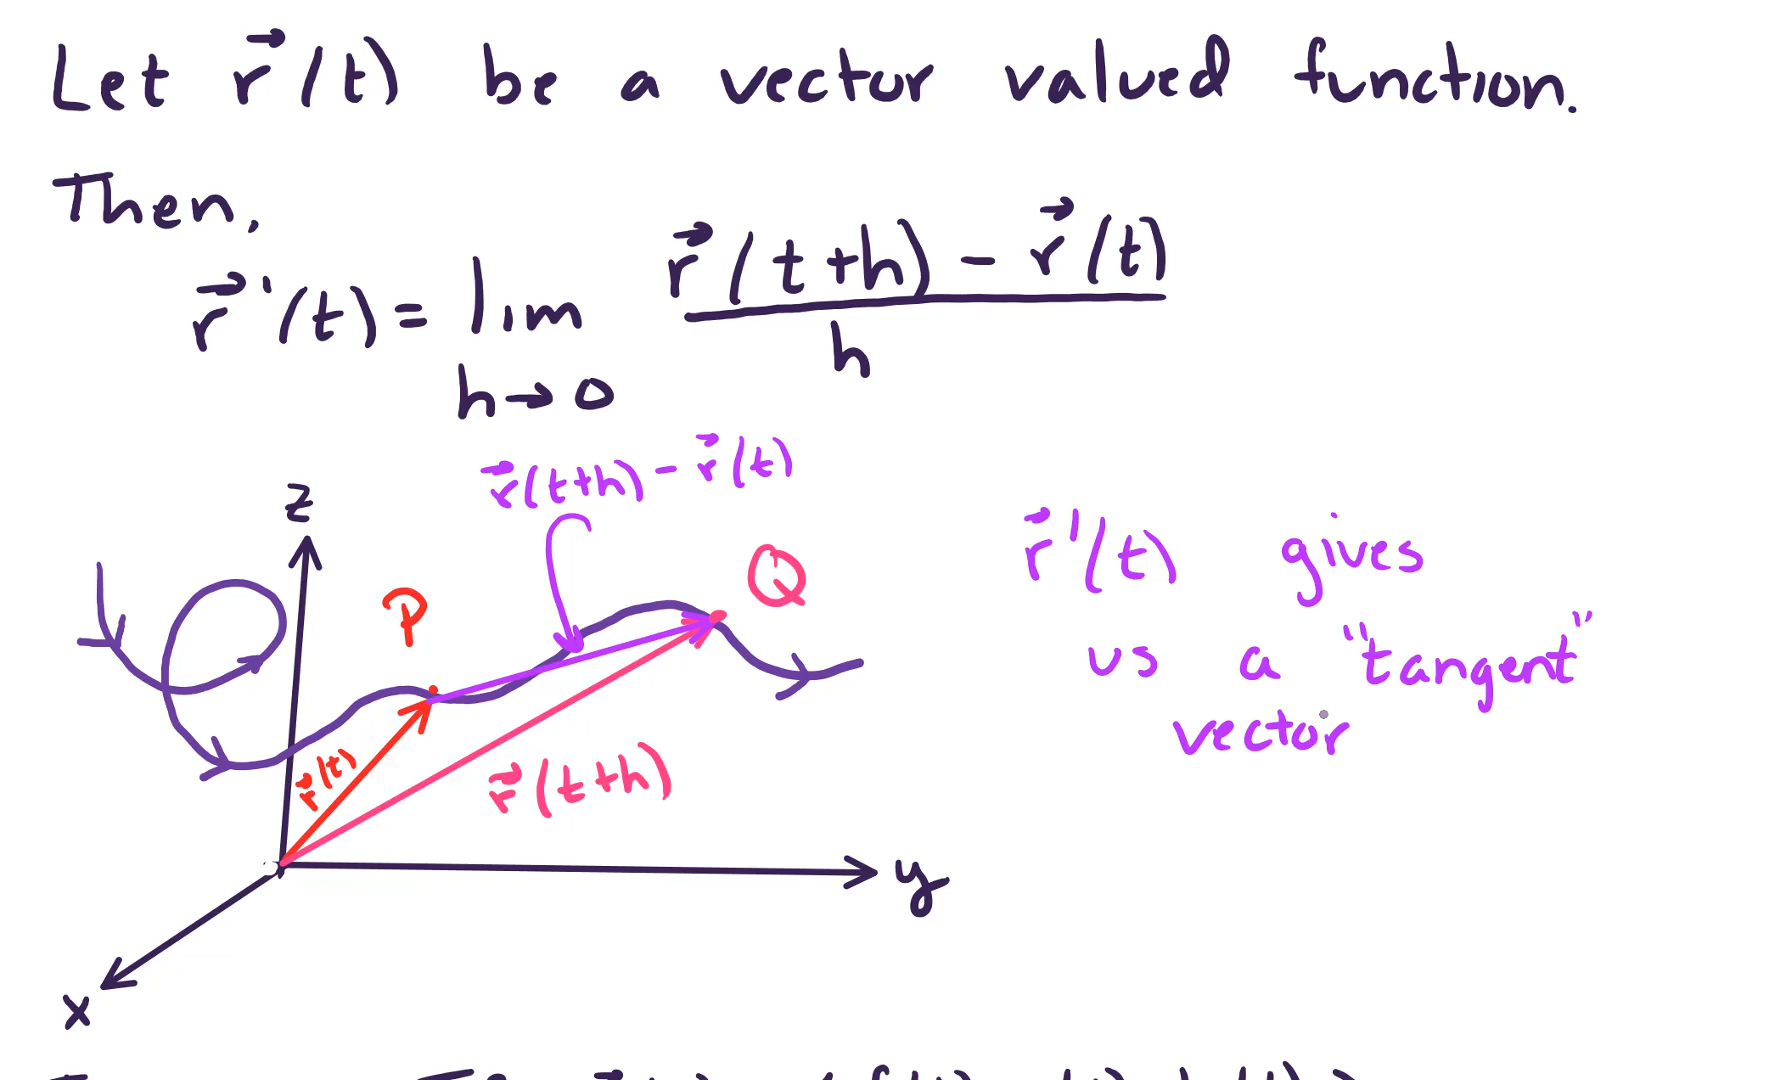 Let r⃗(t) be a vector valued function.
Then,
r⃗'(t) = lim h→0 (r⃗(t+h) - r⃗(t)) / h
r⃗(t+h) - r⃗(t)
z
P
Q
r⃗(t)
r⃗(t+h)
y
x
r⃗'(t) gives
us a "tangent"
vector